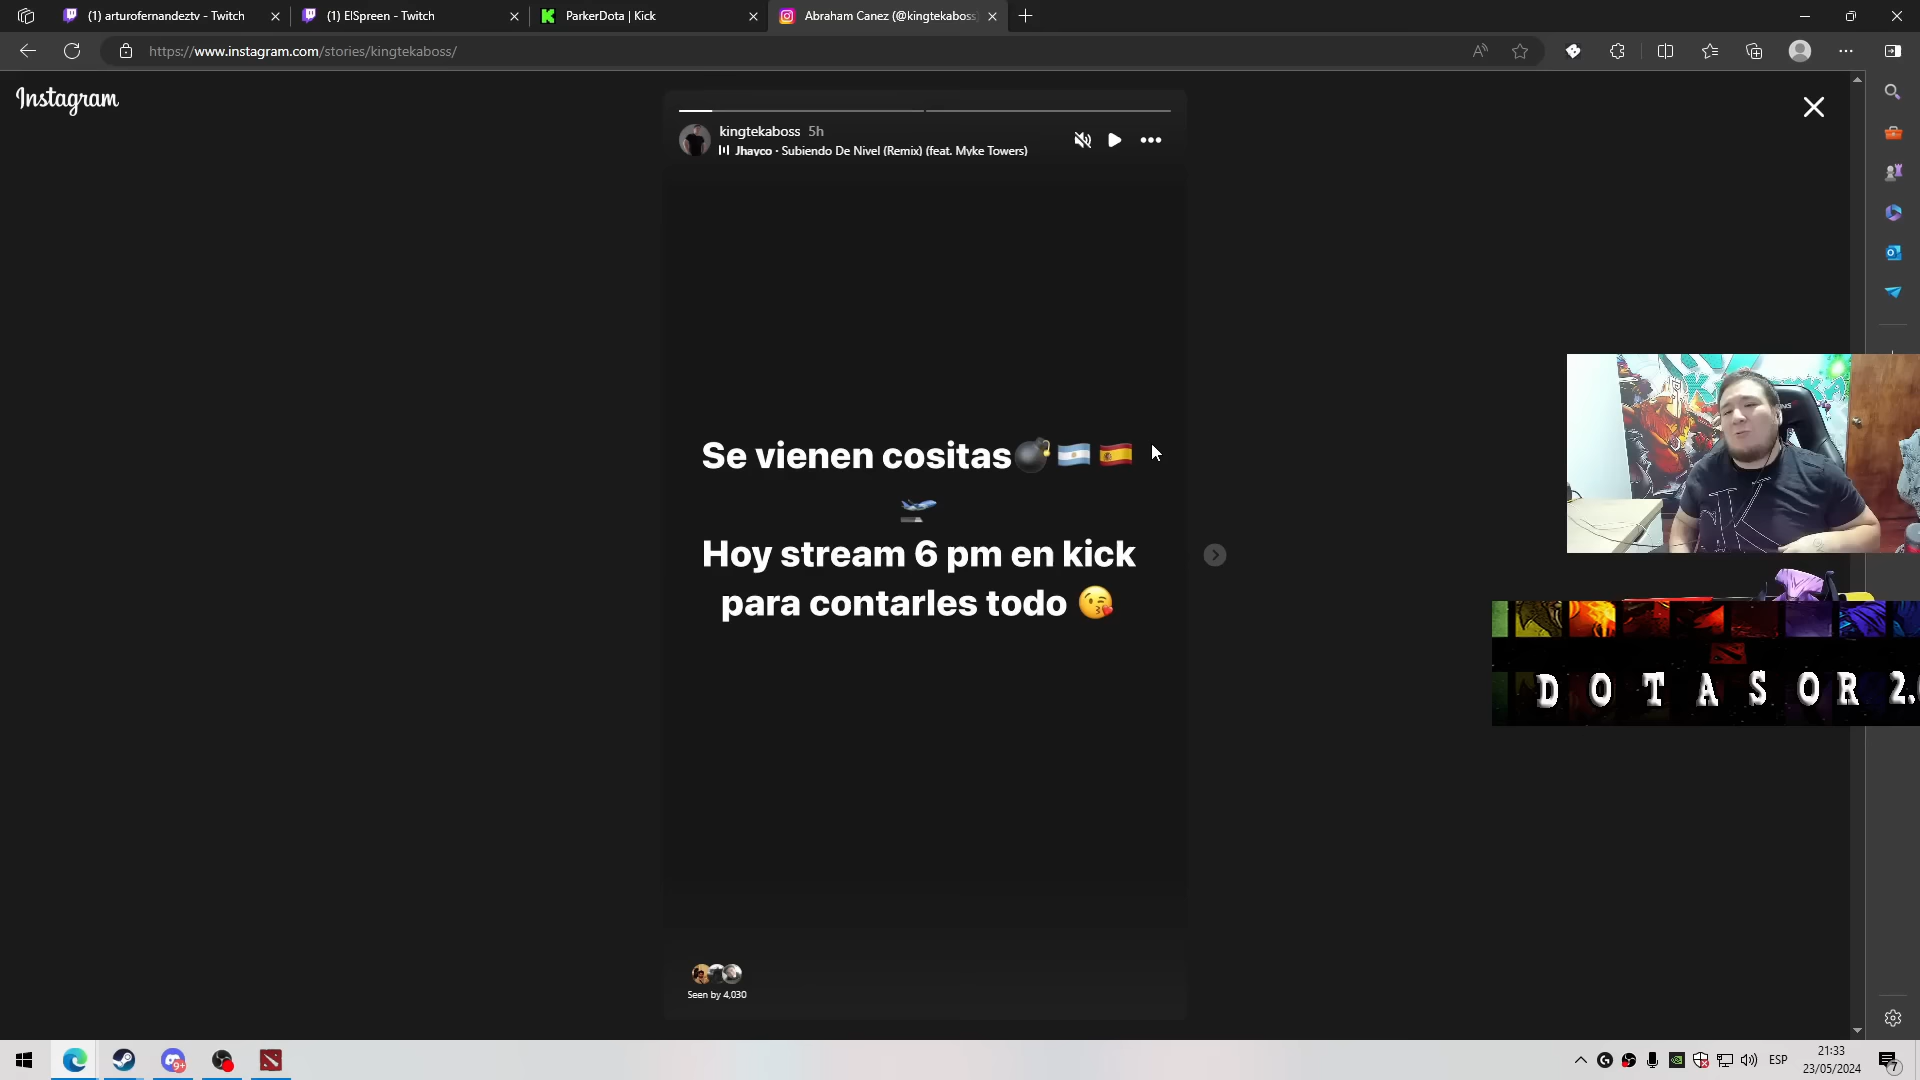 (1) arturofernandeztv - Twitch
(1) ElSpreen - Twitch
ParkerDota | Kick
Abraham Canez (@kingtekaboss
https://www.instagram.com/stories/kingtekaboss/
Instagram
kingtekaboss 5h
Jhayco · Subiendo De Nivel (Remix) (feat. Myke Towers)
Se vienen cositas💣🇦🇷🇪🇸
🛫
Hoy stream 6 pm en kick
para contarles todo 😘
DOTASOR 2.
Seen by 4,030
9+
ESP
21:33
23/05/2024
7